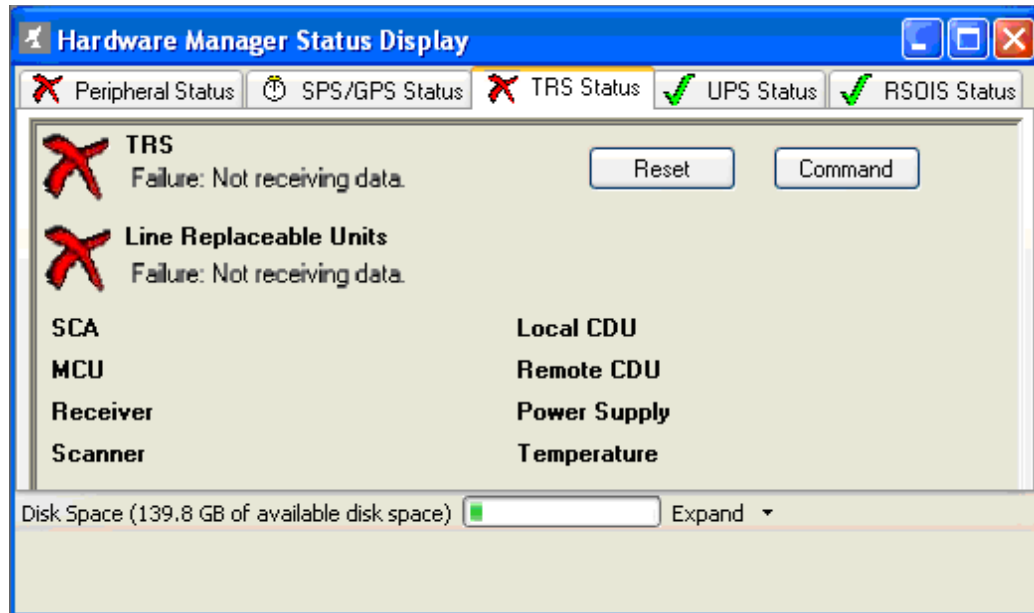 Hardware Manager Status Display
Peripheral Status SPS/GPS Status TRS Status UPS Status RSOIS Status
TRS
Failure: Not receiving data.
Reset Command
Line Replaceable Units
Failure: Not receiving data.
SCA Local CDU
MCU Remote CDU
Receiver Power Supply
Scanner Temperature
Disk Space (139.8 GB of available disk space) Expand